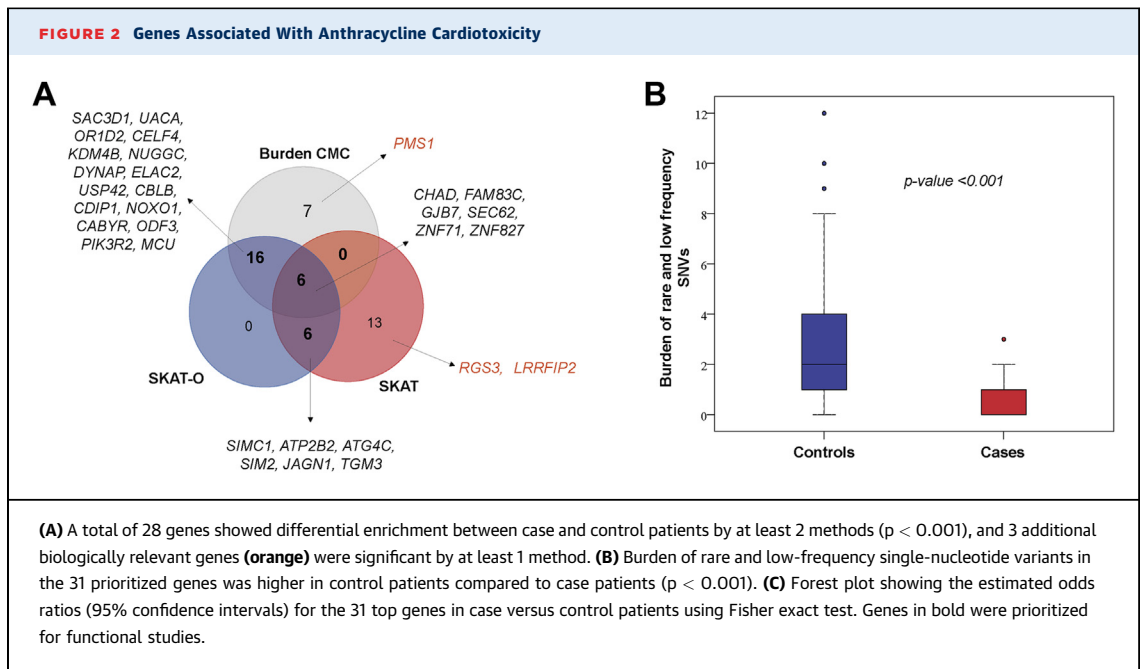 FIGURE 2 Genes Associated With Anthracycline Cardiotoxicity
A
SAC3D1, UACA,
OR1D2, CELF4,
KDM4B, NUGGC,
DYNAP, ELAC2,
USP42, CBLB,
CDIP1, NOXO1,
CABYR, ODF3,
PIK3R2, MCU
Burden CMC
PMS1
CHAD, FAM83C,
GJB7, SEC62,
ZNF71, ZNF827
7
16
0
6
0
6
13
SKAT-O
SKAT
RGS3, LRRFIP2
SIMC1, ATP2B2, ATG4C,
SIM2, JAGN1, TGM3
B
Burden of rare and low frequency
SNVs
12
10
8
6
4
2
0
p-value <0.001
Controls
Cases
(A) A total of 28 genes showed differential enrichment between case and control patients by at least 2 methods (p < 0.001), and 3 additional
biologically relevant genes (orange) were significant by at least 1 method. (B) Burden of rare and low-frequency single-nucleotide variants in
the 31 prioritized genes was higher in control patients compared to case patients (p < 0.001). (C) Forest plot showing the estimated odds
ratios (95% confidence intervals) for the 31 top genes in case versus control patients using Fisher exact test. Genes in bold were prioritized
for functional studies.